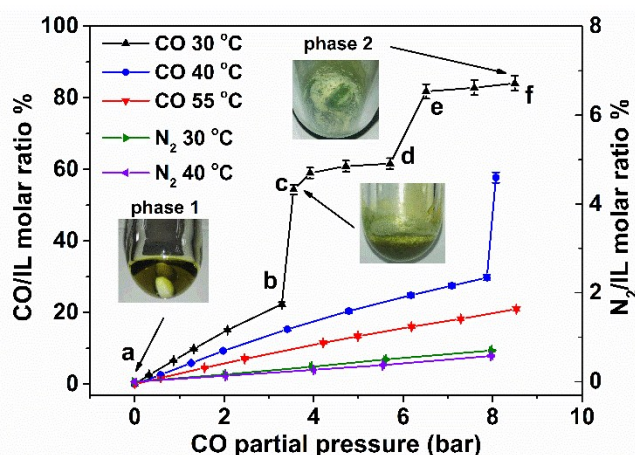 100
80
60
40
20
0
CO/IL molar ratio %
CO 30 °C
CO 40 °C
CO 55 °C
N₂ 30 °C
N₂ 40 °C
phase 1
phase 2
a
b
c
d
e
f
8
6
4
2
0
N₂/IL molar ratio %
0 2 4 6 8 10
CO partial pressure (bar)